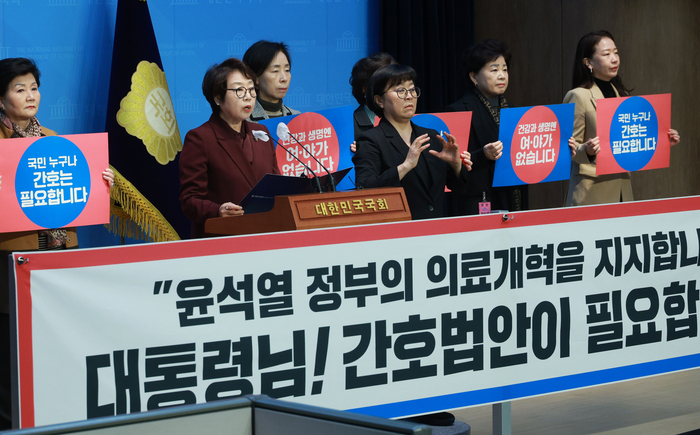 국회
국민 누구나
간호는
필요합니다
건강과 생명엔
여·야가
없습니다
대한민국국회
건강과 생명엔
여·야가
없습니다
국민 누구나
간호는
필요합니다
"윤석열 정부의 의료개혁을 지지합니
대통령님! 간호법안이 필요합